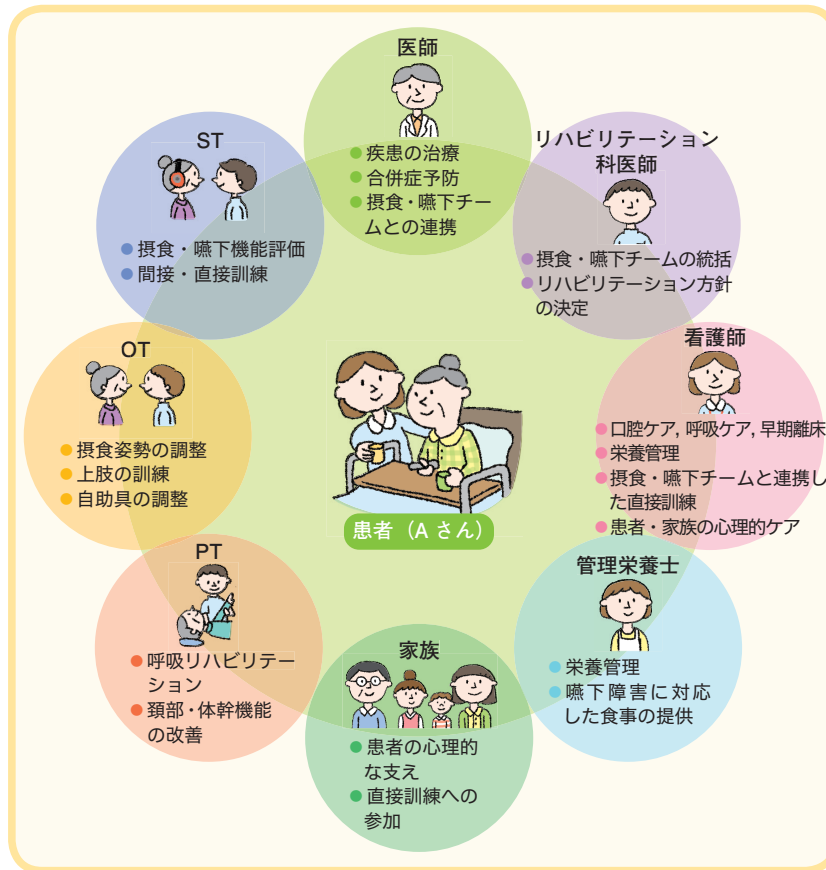 医師
● 疾患の治療
● 合併症予防
● 摂食・嚥下チー
ムとの連携
リハビリテーション
科医師
● 摂食・嚥下チームの統括
● リハビリテーション方針
の決定
看護師
● 口腔ケア，呼吸ケア，早期離床
● 栄養管理
● 摂食・嚥下チームと連携し
た直接訓練
● 患者・家族の心理的ケア
管理栄養士
● 栄養管理
● 嚥下障害に対応
した食事の提供
家族
● 患者の心理的
な支え
● 直接訓練への
参加
PT
● 呼吸リハビリテー
ション
● 頚部・体幹機能
の改善
OT
● 摂食姿勢の調整
● 上肢の訓練
● 自助具の調整
ST
● 摂食・嚥下機能評価
● 間接・直接訓練
患者（A さん）